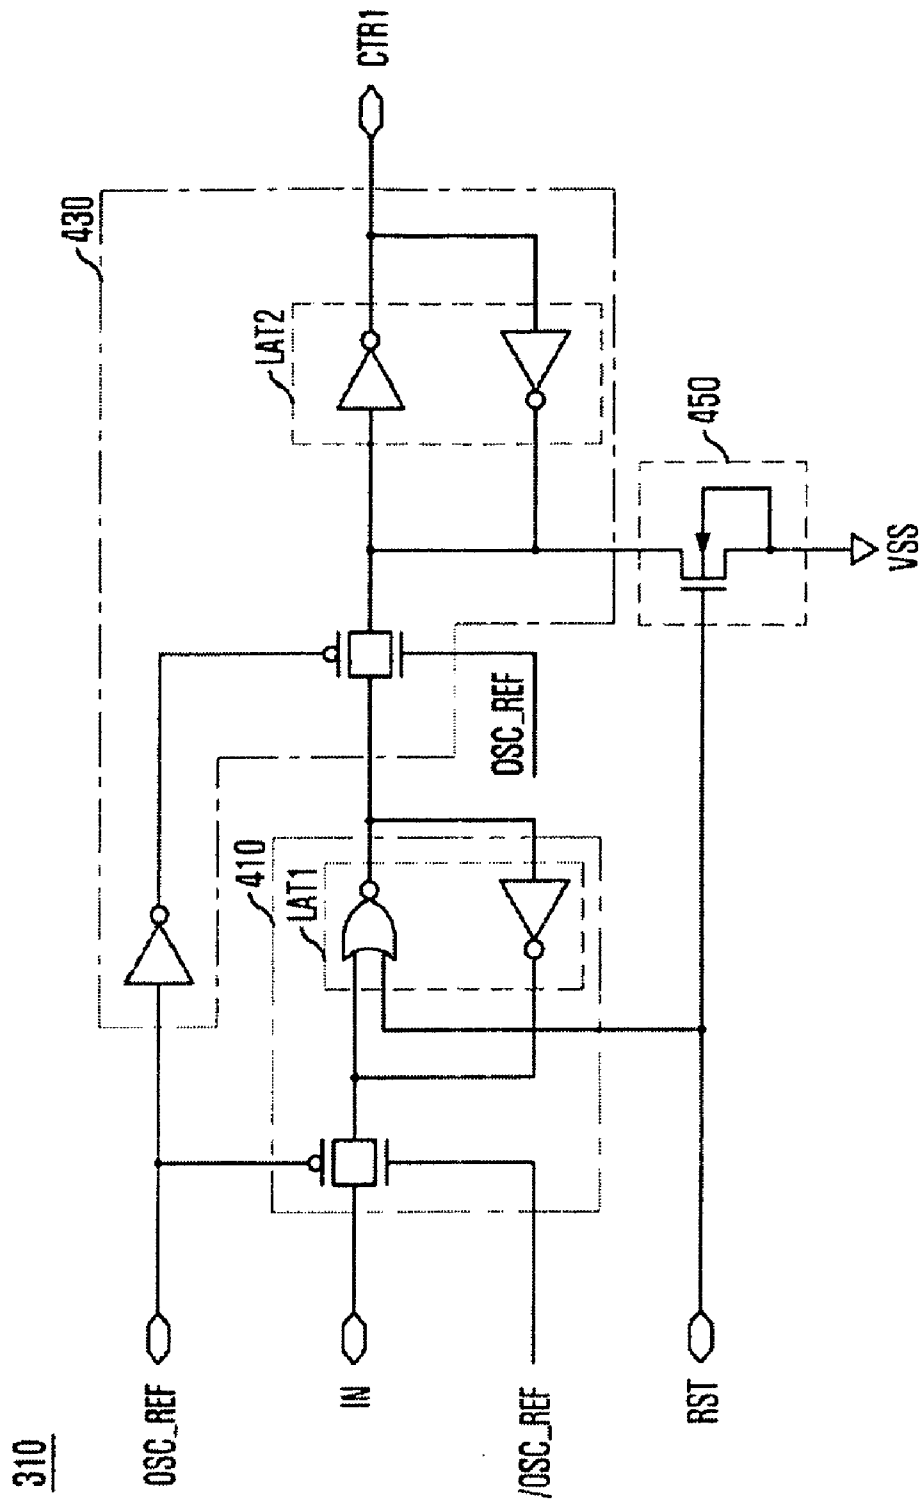 310
OSC_REF
IN
/OSC_REF
RST
410
LAT1
430
OSC_REF
LAT2
450
VSS
CTR1